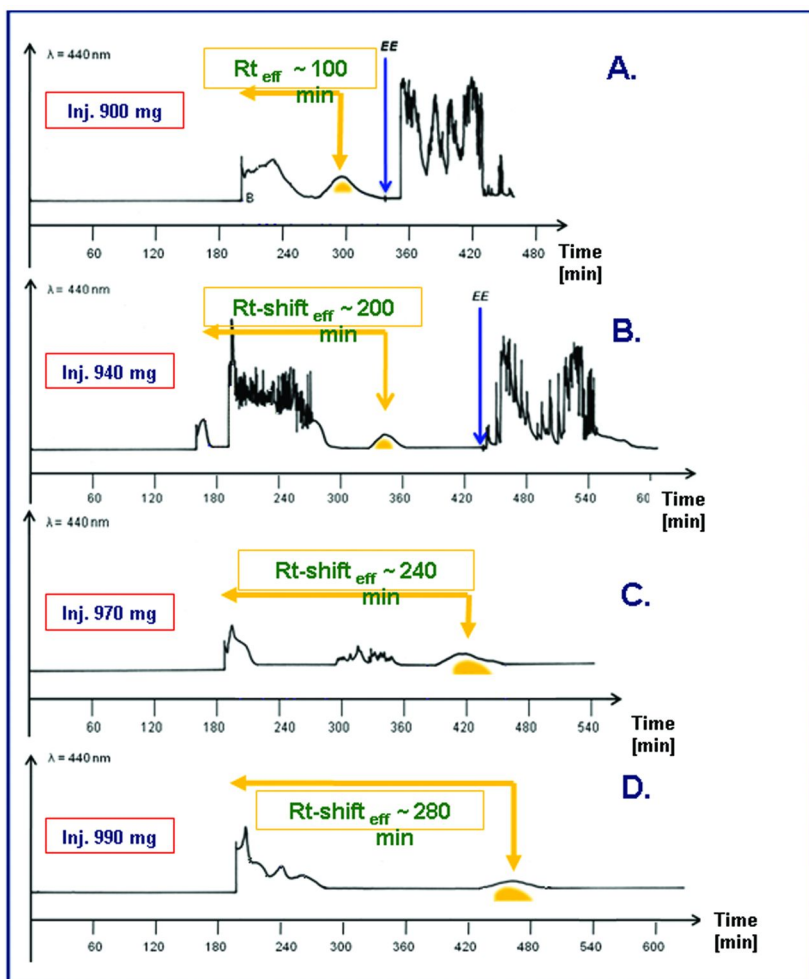 λ = 440 nm
EE
A.
Rt eff ~ 100
min
Inj. 900 mg
B
60 120 180 240 300 360 420 480
Time
[min]
λ = 440 nm
EE
B.
Rt-shift eff ~ 200
min
Inj. 940 mg
60 120 180 240 300 360 420 480 540 60
Time
[min]
λ = 440 nm
Rt-shift eff ~ 240
min
C.
Inj. 970 mg
60 120 180 240 300 360 420 480 540
Time
[min]
λ = 440 nm
D.
Rt-shift eff ~ 280
min
Inj. 990 mg
60 120 180 240 300 360 420 480 540 600
Time
[min]